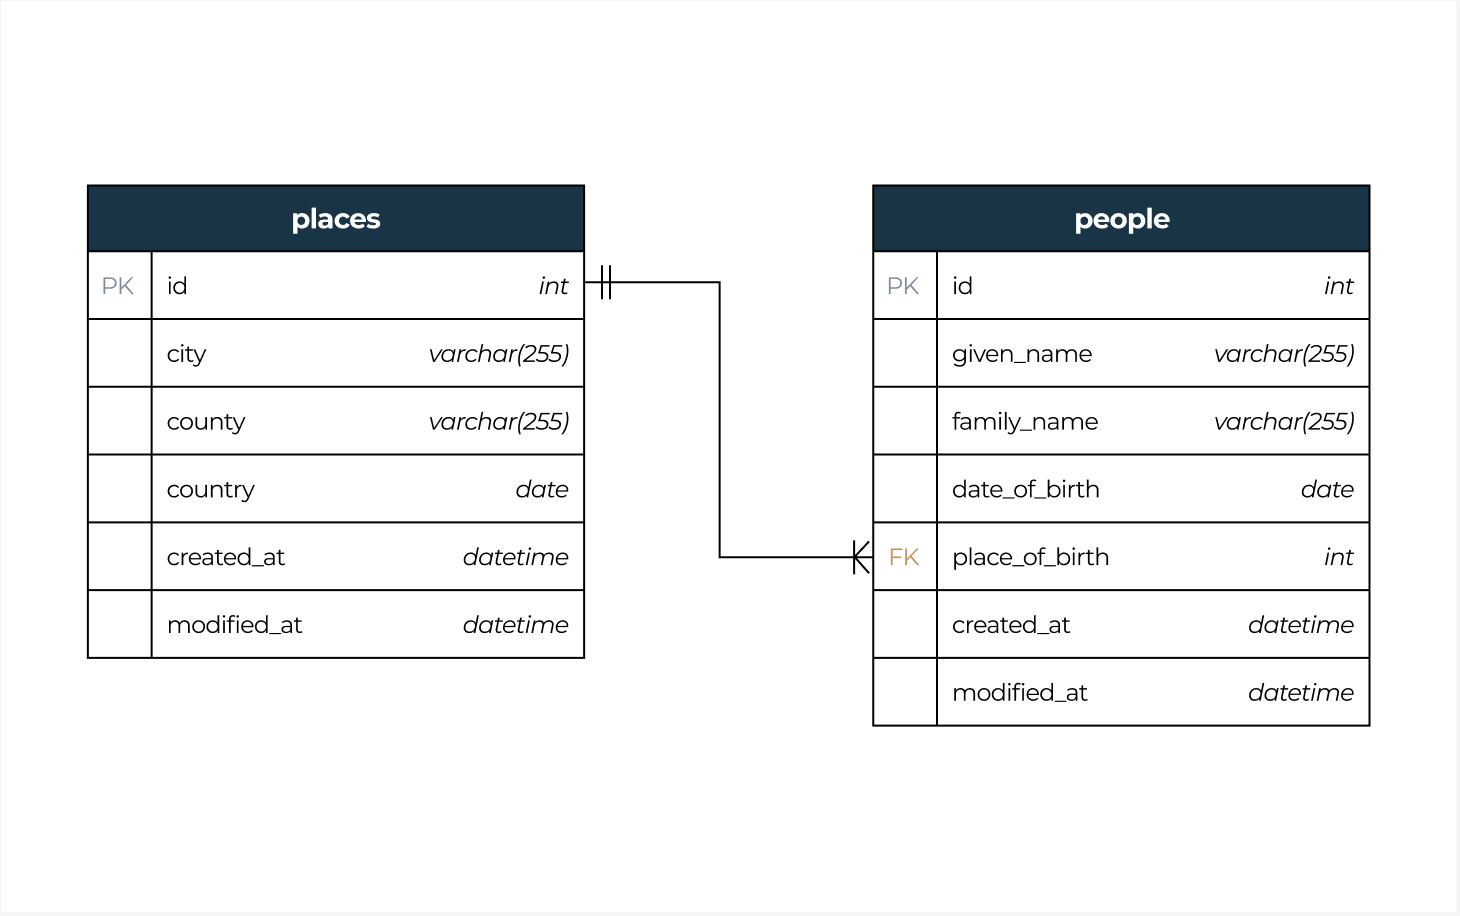 places
PK id int
city varchar(255)
county varchar(255)
country date
created_at datetime
modified_at datetime
people
PK id int
given_name varchar(255)
family_name varchar(255)
date_of_birth date
FK place_of_birth int
created_at datetime
modified_at datetime